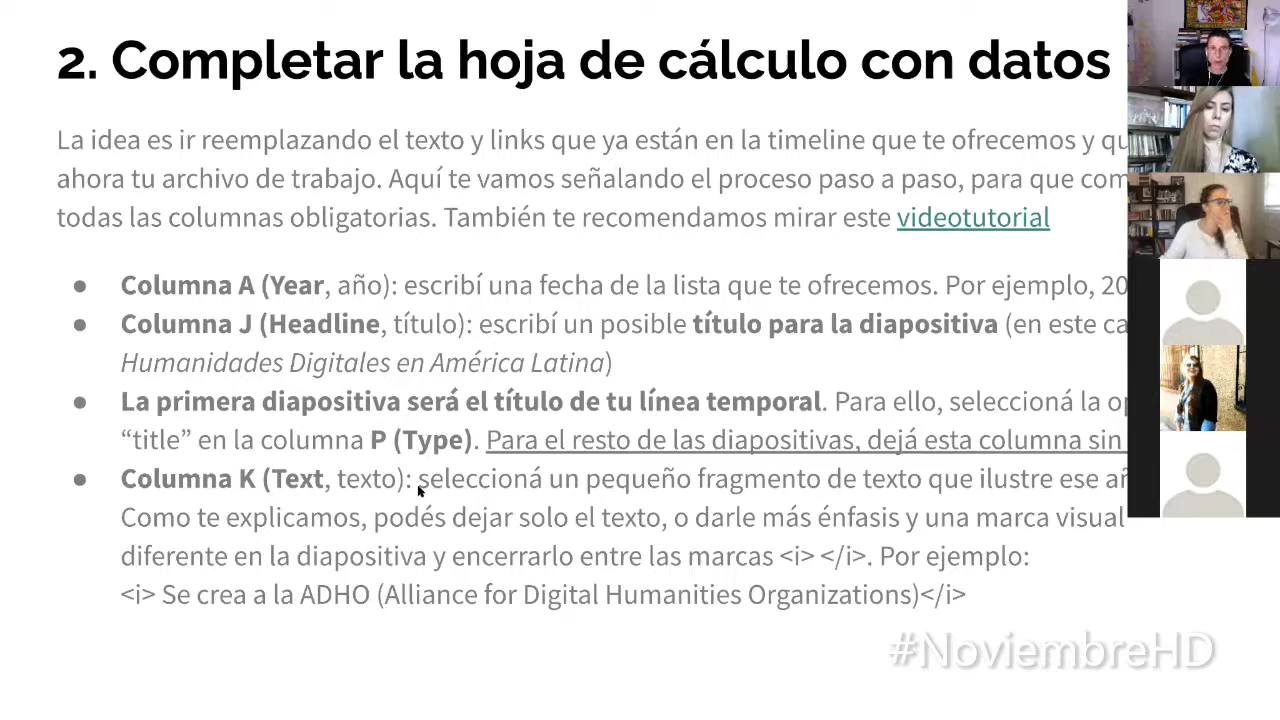 2. Completar la hoja de cálculo con datos
La idea es ir reemplazando el texto y links que ya están en la timeline que te ofrecemos y
ahora tu archivo de trabajo. Aquí te vamos señalando el proceso paso a paso, para que
todas las columnas obligatorias. También te recomendamos mirar este videotutorial
● Columna A (Year, año): escribí una fecha de la lista que te ofrecemos. Por ejemplo,
● Columna J (Headline, título): escribí un posible título para la diapositiva (en este
Humanidades Digitales en América Latina)
● La primera diapositiva será el título de tu línea temporal. Para ello, seleccioná la
“title” en la columna P (Type). Para el resto de las diapositivas, dejá esta columna sin
● Columna K (Text, texto): seleccioná un pequeño fragmento de texto que ilustre ese
Como te explicamos, podés dejar solo el texto, o darle más énfasis y una marca visual
diferente en la diapositiva y encerrarlo entre las marcas <i> </i>. Por ejemplo:
<i> Se crea a la ADHO (Alliance for Digital Humanities Organizations)</i>
#NoviembreHD